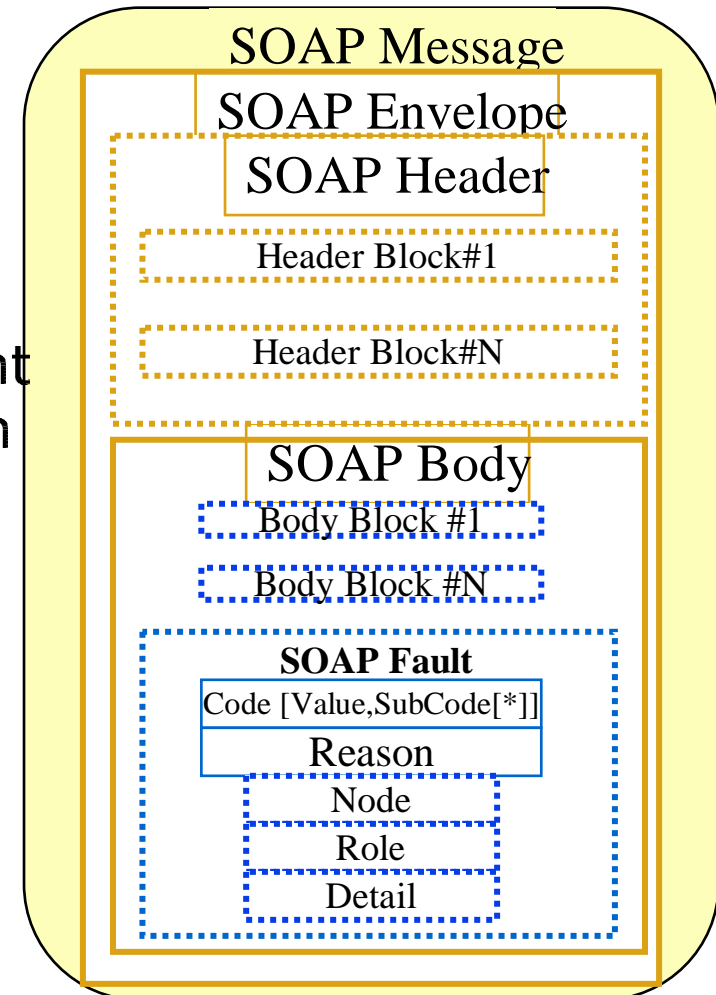 SOAP Message
SOAP Envelope
SOAP Header
Header Block#1
Header Block#N
SOAP Body
Body Block #1
Body Block #N
SOAP Fault
Code [Value,SubCode[*]]
Reason
Node
Role
Detail